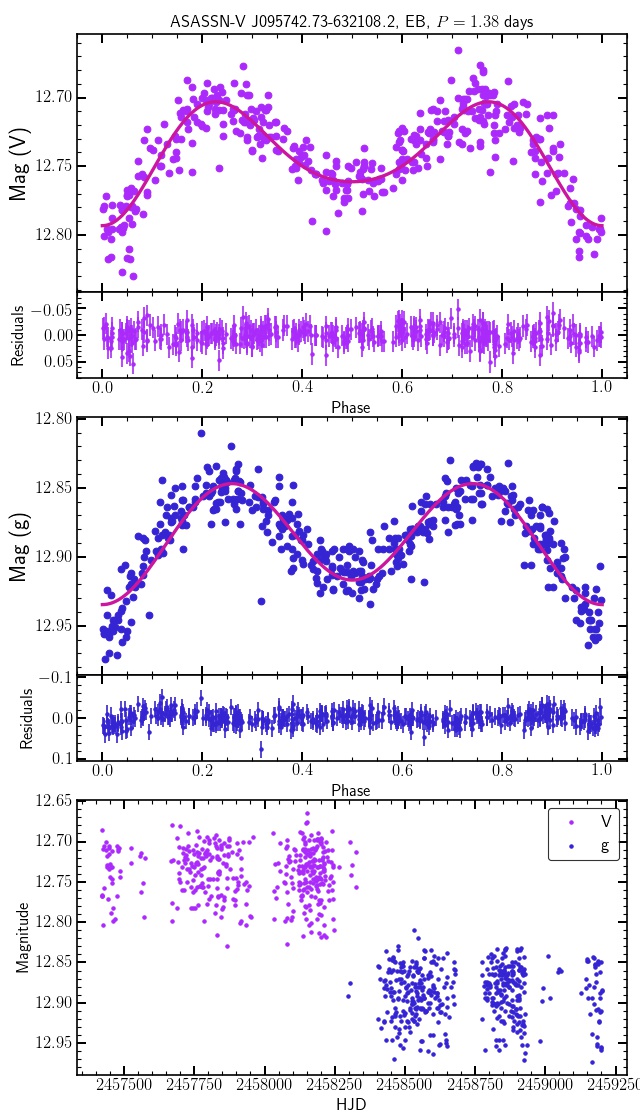 ASASSN-V J095742.73-632108.2, EB, P = 1.38 days
12.70
12.75
12.80
Mag (V)
−0.05
0.00
0.05
Residuals
0.0 0.2 0.4 0.6 0.8 1.0
Phase
12.80
12.85
12.90
12.95
Mag (g)
−0.1
0.0
0.1
Residuals
0.0 0.2 0.4 0.6 0.8 1.0
Phase
12.65
12.70
12.75
12.80
12.85
12.90
12.95
Magnitude
V
g
2457500 2457750 2458000 2458250 2458500 2458750 2459000 245925
HJD